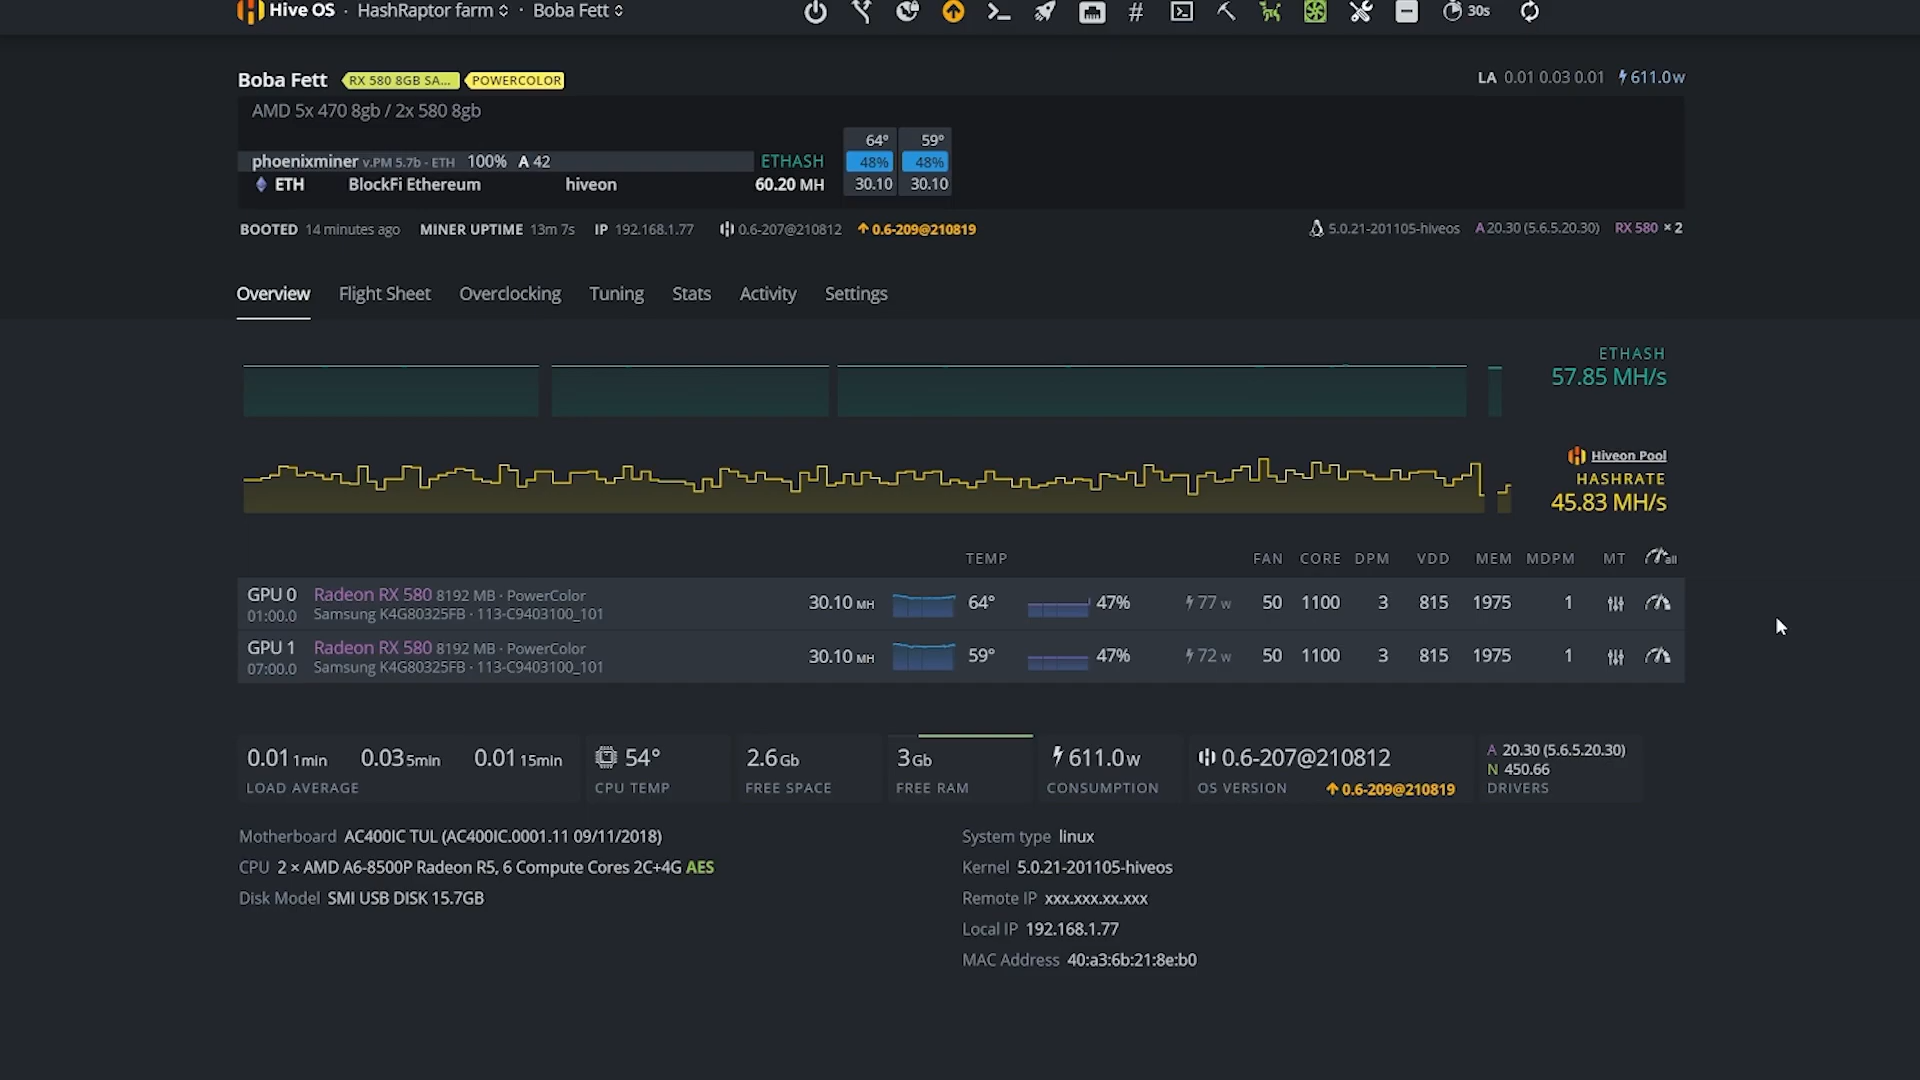 Hive OS · HashRaptor farm · Boba Fett
# 30s
Boba Fett RX 580 8GB SA... POWERCOLOR
LA 0.01 0.03 0.01 611.0 w
AMD 5x 470 8gb / 2x 580 8gb
64° 59°
phoenixminer v.PM 5.7b - ETH 100% A 42 ETHASH 48% 48%
ETH BlockFi Ethereum hiveon 60.20 MH 30.10 30.10
BOOTED 14 minutes ago MINER UPTIME 13m 7s IP 192.168.1.77 0.6-207@210812 0.6-209@210819
5.0.21-201105-hiveos A 20.30 (5.6.5.20.30) RX 580 × 2
Overview Flight Sheet Overclocking Tuning Stats Activity Settings
ETHASH
57.85 MH/s
Hiveon Pool
HASHRATE
45.83 MH/s
TEMP FAN CORE DPM VDD MEM MDPM MT all
GPU 0 Radeon RX 580 8192 MB · PowerColor
01:00.0 Samsung K4G80325FB · 113-C9403100_101
30.10 MH 64° 47% 77 w 50 1100 3 815 1975 1
GPU 1 Radeon RX 580 8192 MB · PowerColor
07:00.0 Samsung K4G80325FB · 113-C9403100_101
30.10 MH 59° 47% 72 w 50 1100 3 815 1975 1
0.01 1min 0.03 5min 0.01 15min
LOAD AVERAGE
54°
CPU TEMP
2.6 Gb
FREE SPACE
3 Gb
FREE RAM
611.0 w
CONSUMPTION
0.6-207@210812
OS VERSION 0.6-209@210819
A 20.30 (5.6.5.20.30)
N 450.66
DRIVERS
Motherboard AC400IC TUL (AC400IC.0001.11 09/11/2018)
CPU 2 × AMD A6-8500P Radeon R5, 6 Compute Cores 2C+4G AES
Disk Model SMI USB DISK 15.7GB
System type linux
Kernel 5.0.21-201105-hiveos
Remote IP xxx.xxx.xx.xxx
Local IP 192.168.1.77
MAC Address 40:a3:6b:21:8e:b0